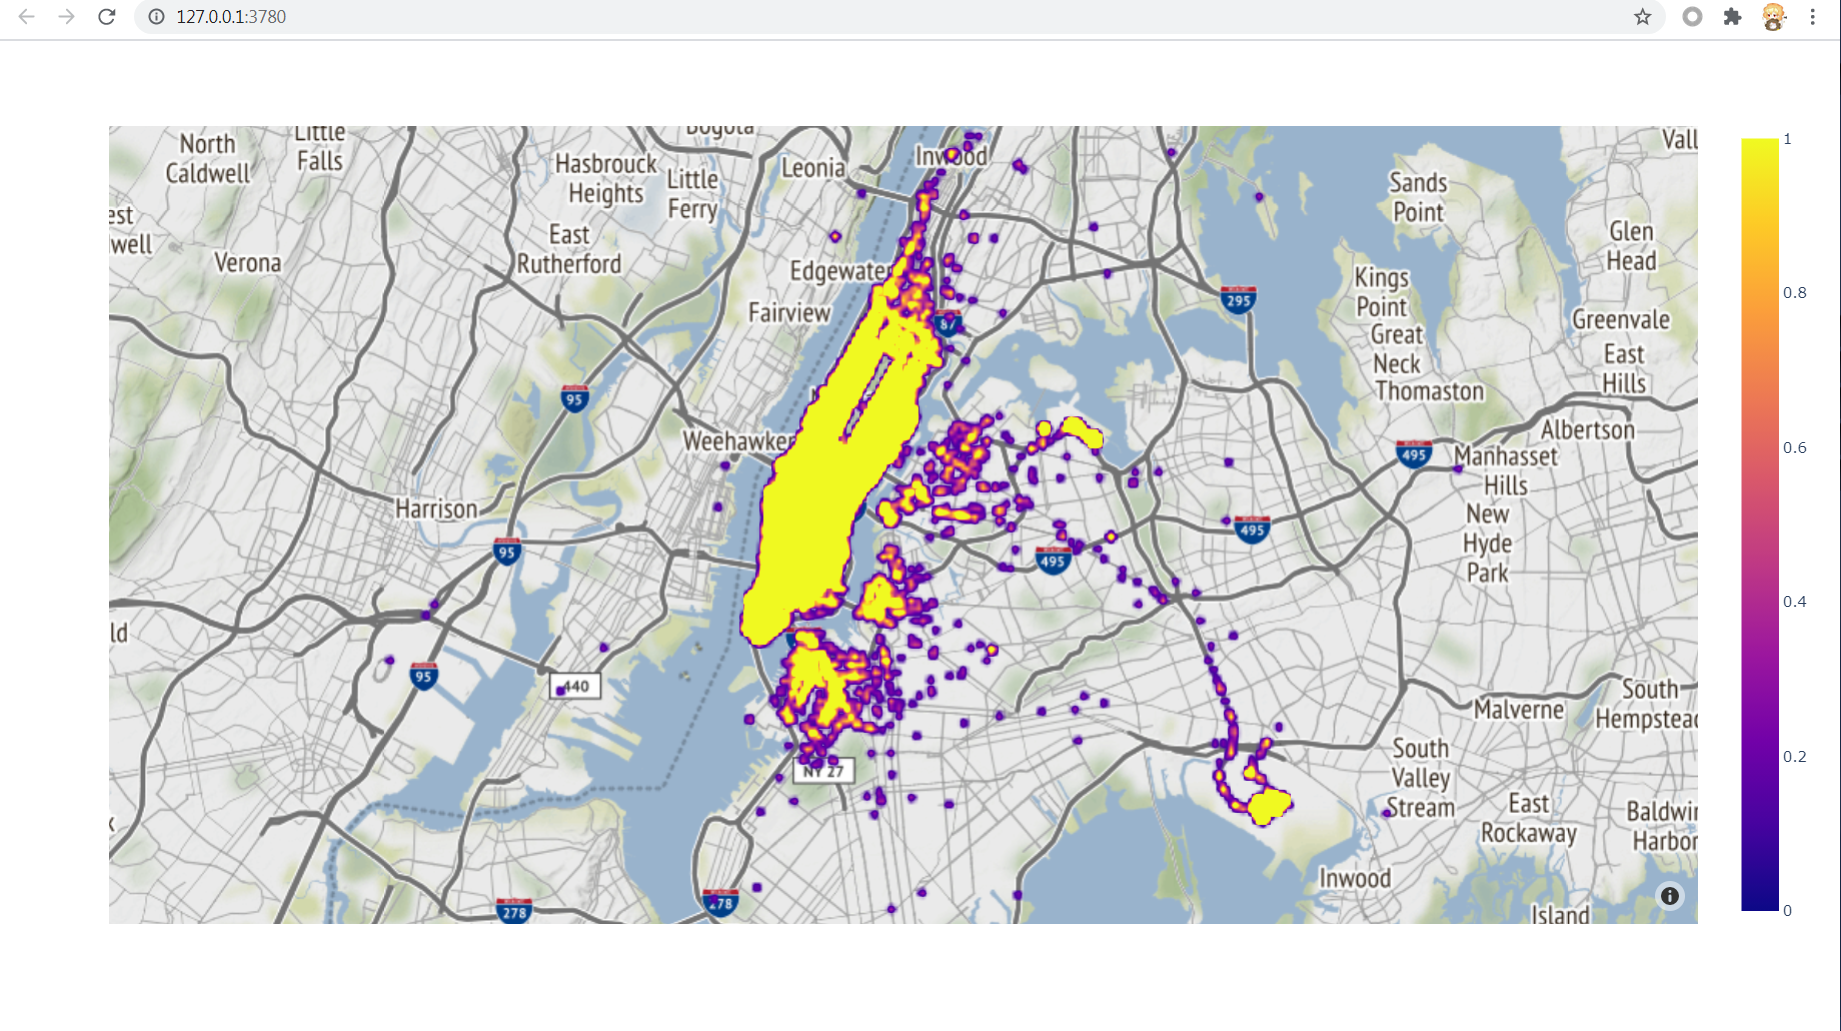 127.0.0.1:3780
North
Caldwell
Little
Falls
Hasbrouck
Heights
Bogota
Little
Ferry
Leonia
Inwood
Sands
Point
Vall
est
well
Verona
East
Rutherford
Edgewater
Glen
Head
Fairview
87
295
Kings
Point
Great
Neck
Thomaston
Greenvale
East
Hills
95
Weehawken
495
Albertson
Manhasset
Hills
New
Hyde
Park
Harrison
95
495
495
ld
95
440
Malverne
South
Hempstead
NY 27
South
Valley
Stream
East
Rockaway
Baldwin
Harbor
278
278
Inwood
Island
1
0.8
0.6
0.4
0.2
0